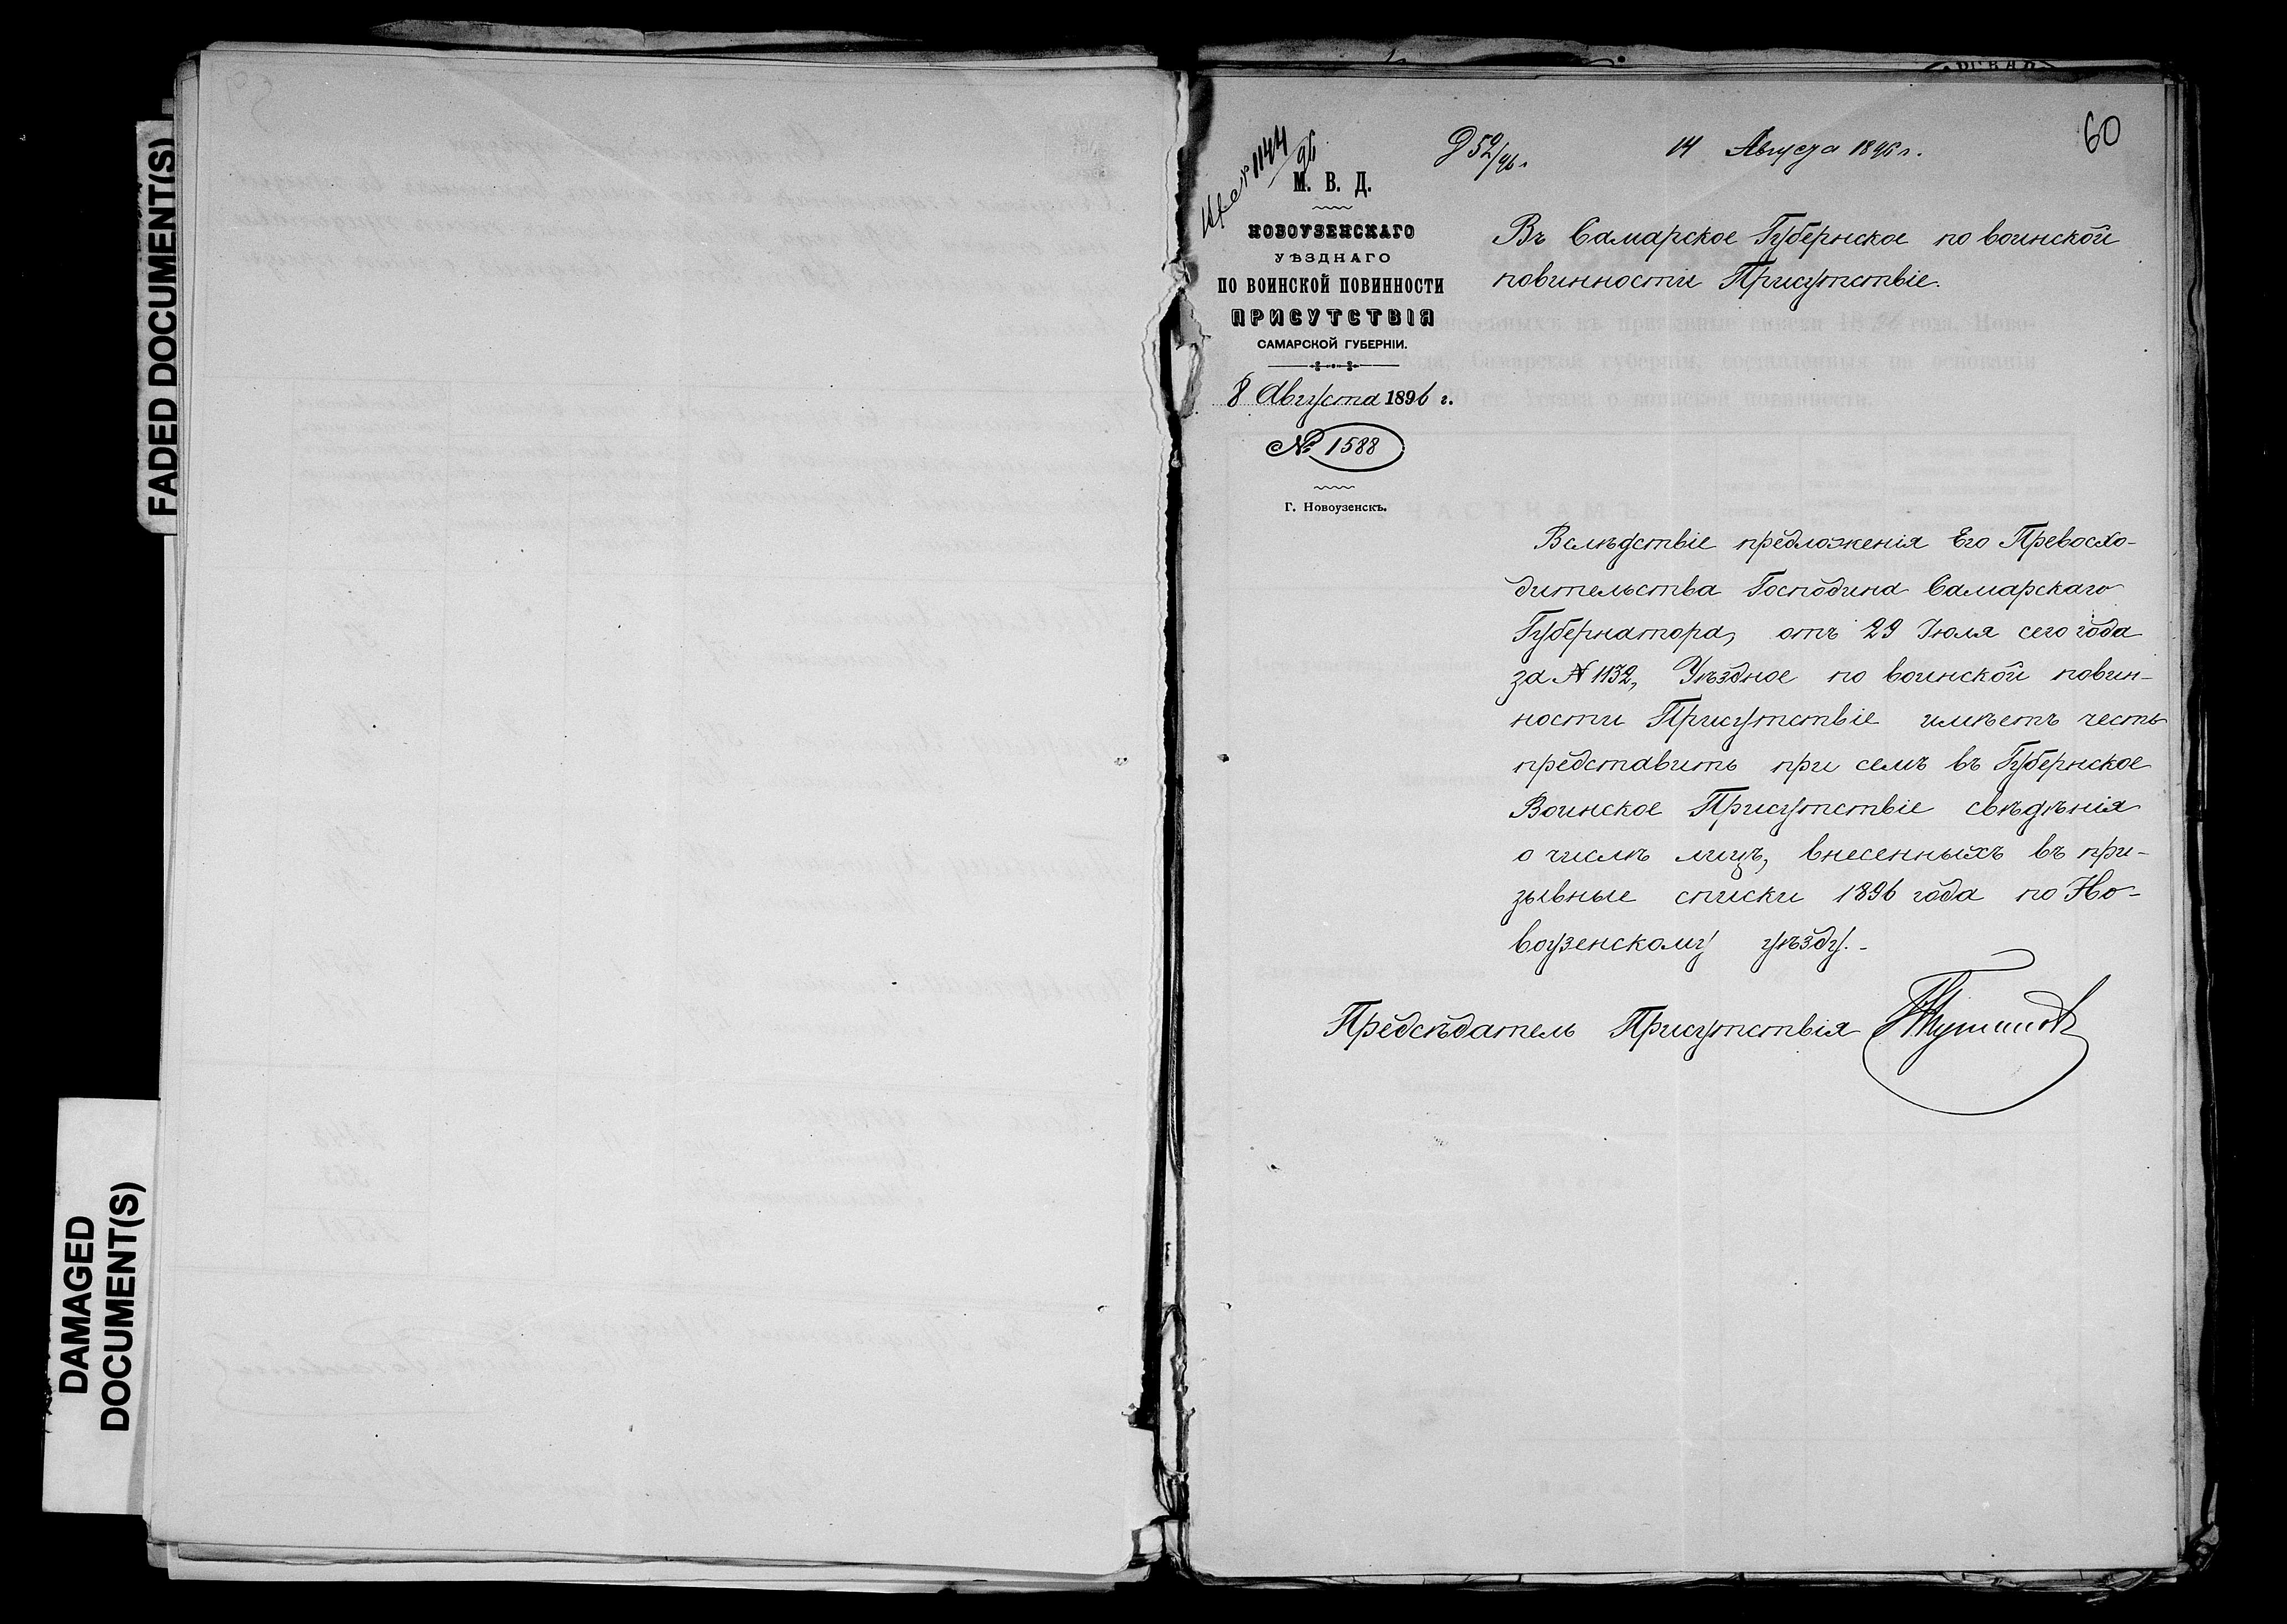 FADED DOCUMENT(S)
DAMAGED
DOCUMENT(S)
60
№ 1144/96
Д 52/96 г.
14 Августа 1896 г.
М. В. Д.
НОВОУЗЕНСКАГО
УѢЗДНАГО
ПО ВОИНСКОЙ ПОВИННОСТИ
ПРИСУТСТВІЯ
САМАРСКОЙ ГУБЕРНІИ.
8 Августа 1896 г.
№ 1588
Г. Новоузенскъ.
Въ Самарское Губернское по воинской
повинности Присутствіе.
Вслѣдствіе предложенія Его Превосхо-
дительства Господина Самарскаго
Губернатора, отъ 29 Іюля сего года
за № 1132, Уѣздное по воинской повин-
ности Присутствіе имѣетъ честь
представить при семъ въ Губернское
Воинское Присутствіе свѣдѣнія
о числѣ лицъ, внесенныхъ въ при-
зывные списки 1896 года по Но-
воузенскому уѣзду.-
Предсѣдатель Присутствія